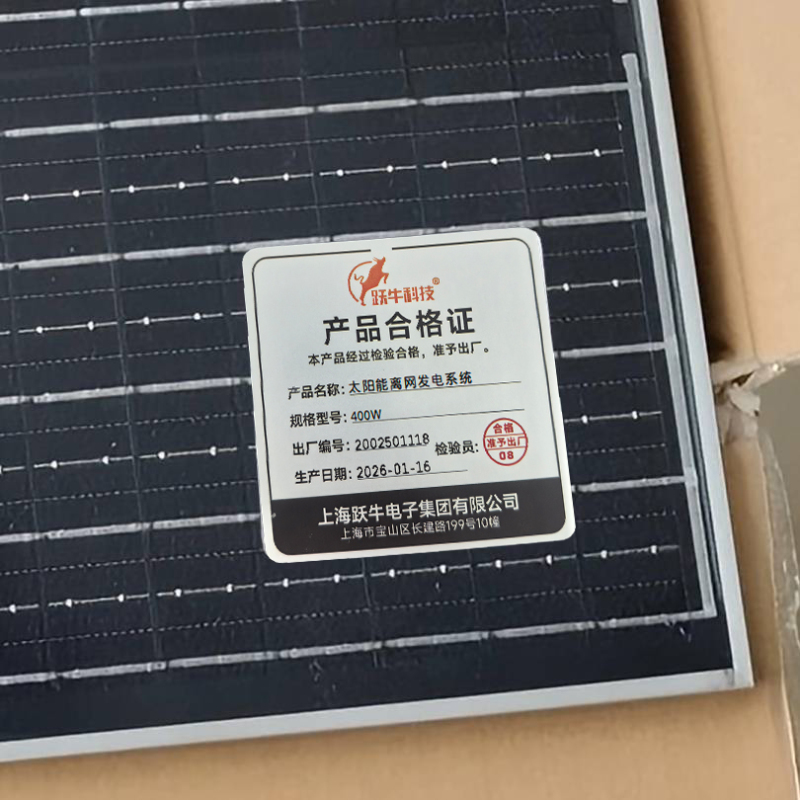 跃牛科技®
产品合格证
本产品经过检验合格，准予出厂。
产品名称：太阳能离网发电系统
规格型号：400W
出厂编号：2002501118 检验员：
合格
准予出厂
08
生产日期：2026-01-16
上海跃牛电子集团有限公司
上海市宝山区长建路199号10幢